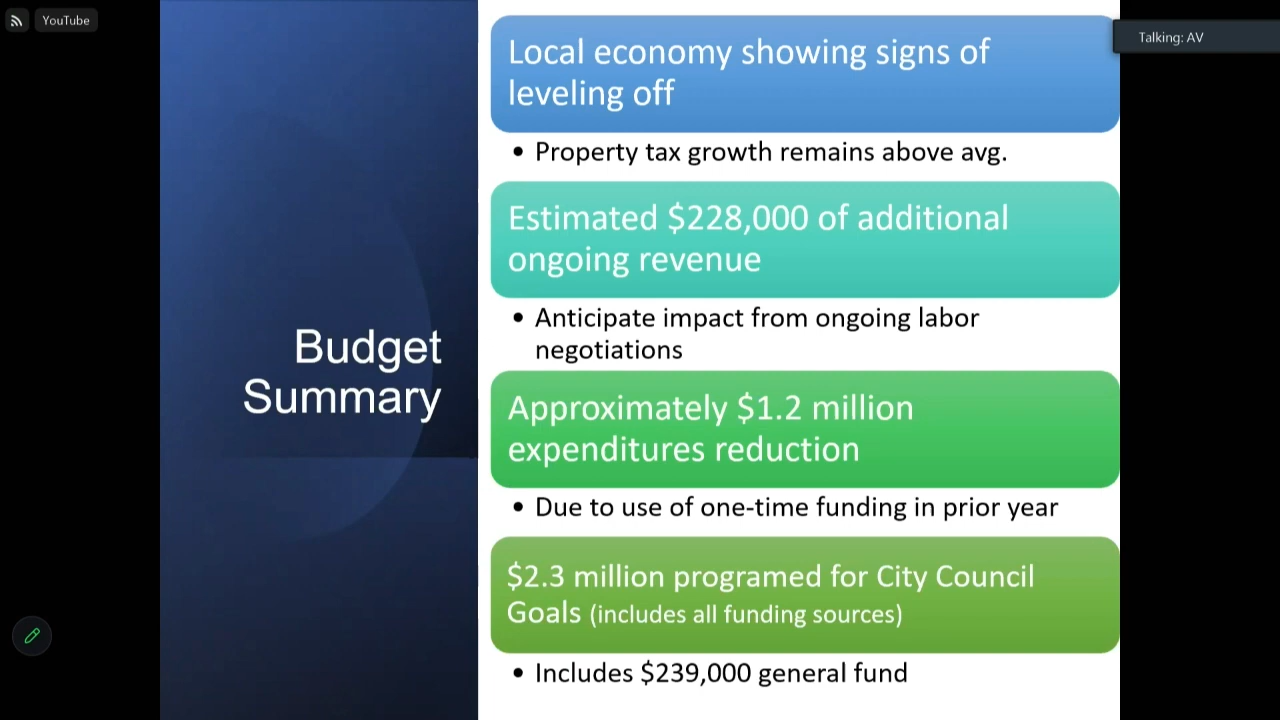 YouTube
Talking: AV
Budget
Summary
Local economy showing signs of
leveling off
• Property tax growth remains above avg.
Estimated $228,000 of additional
ongoing revenue
• Anticipate impact from ongoing labor
negotiations
Approximately $1.2 million
expenditures reduction
• Due to use of one-time funding in prior year
$2.3 million programed for City Council
Goals (includes all funding sources)
• Includes $239,000 general fund